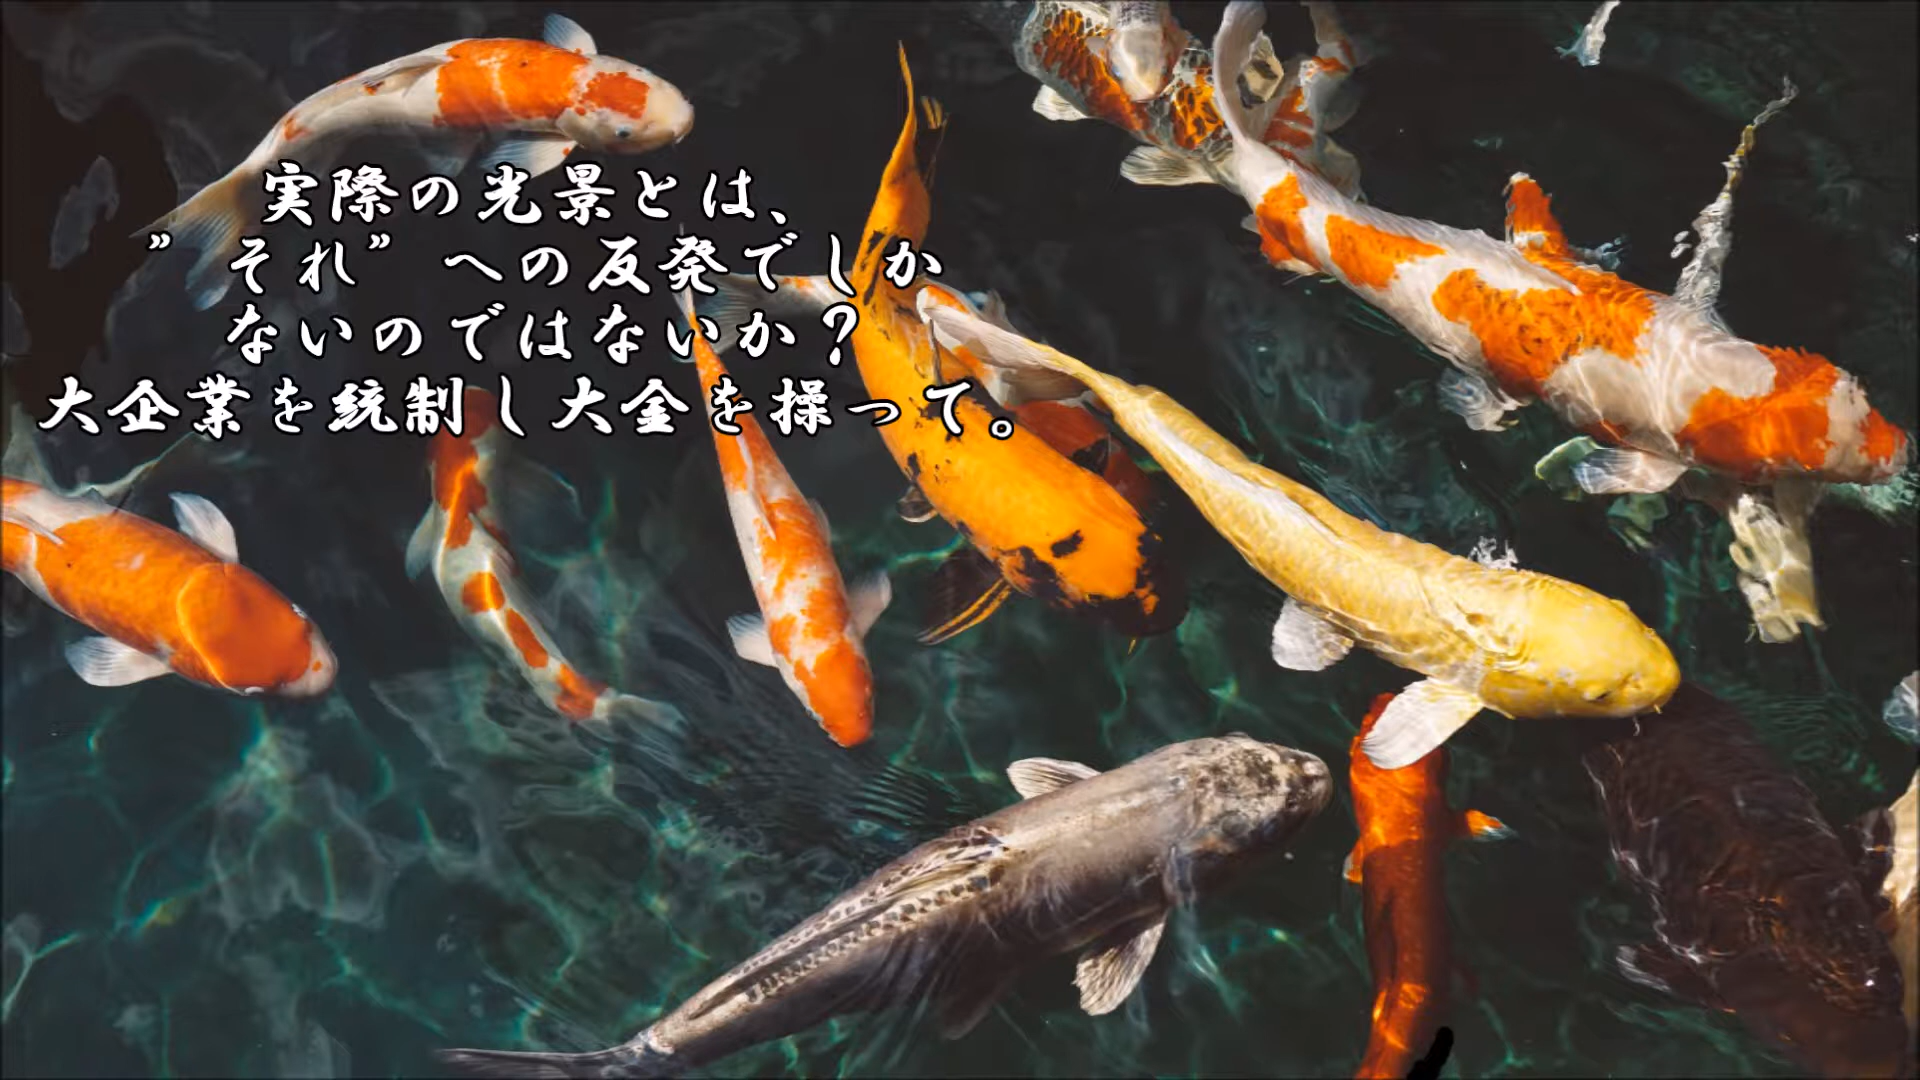 実際の光景とは、
”それ”への反発でしか
ないのではないか？
大企業を統制し大金を操って。